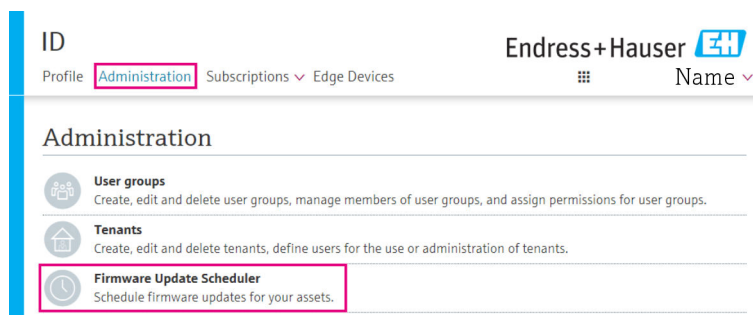 ID
Endress+Hauser EH
Profile Administration Subscriptions Edge Devices Name
Administration
User groups
Create, edit and delete user groups, manage members of user groups, and assign permissions for user groups.
Tenants
Create, edit and delete tenants, define users for the use or administration of tenants.
Firmware Update Scheduler
Schedule firmware updates for your assets.